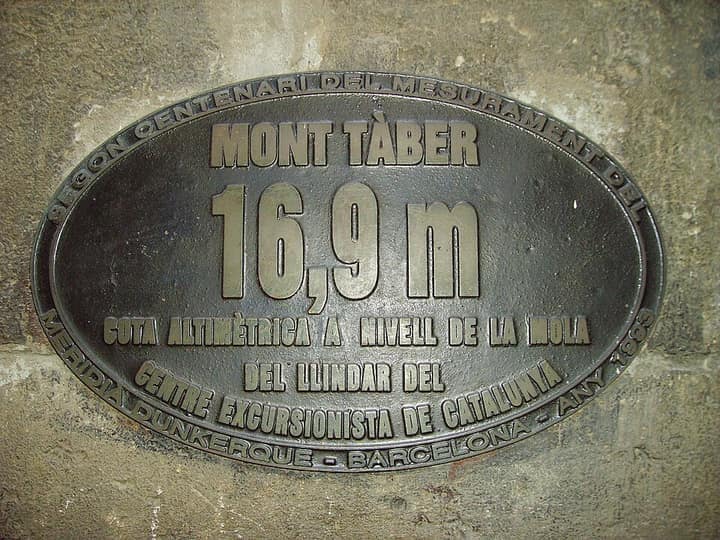 SEGON CENTENARI DEL MESURAMENT DEL
MONT TÀBER
16,9 m
COTA ALTIMÈTRICA A NIVELL DE LA MOLA
DEL LLINDAR DEL
CENTRE EXCURSIONISTA DE CATALUNYA
MERIDIA DUNKERQUE - BARCELONA - ANY 1993